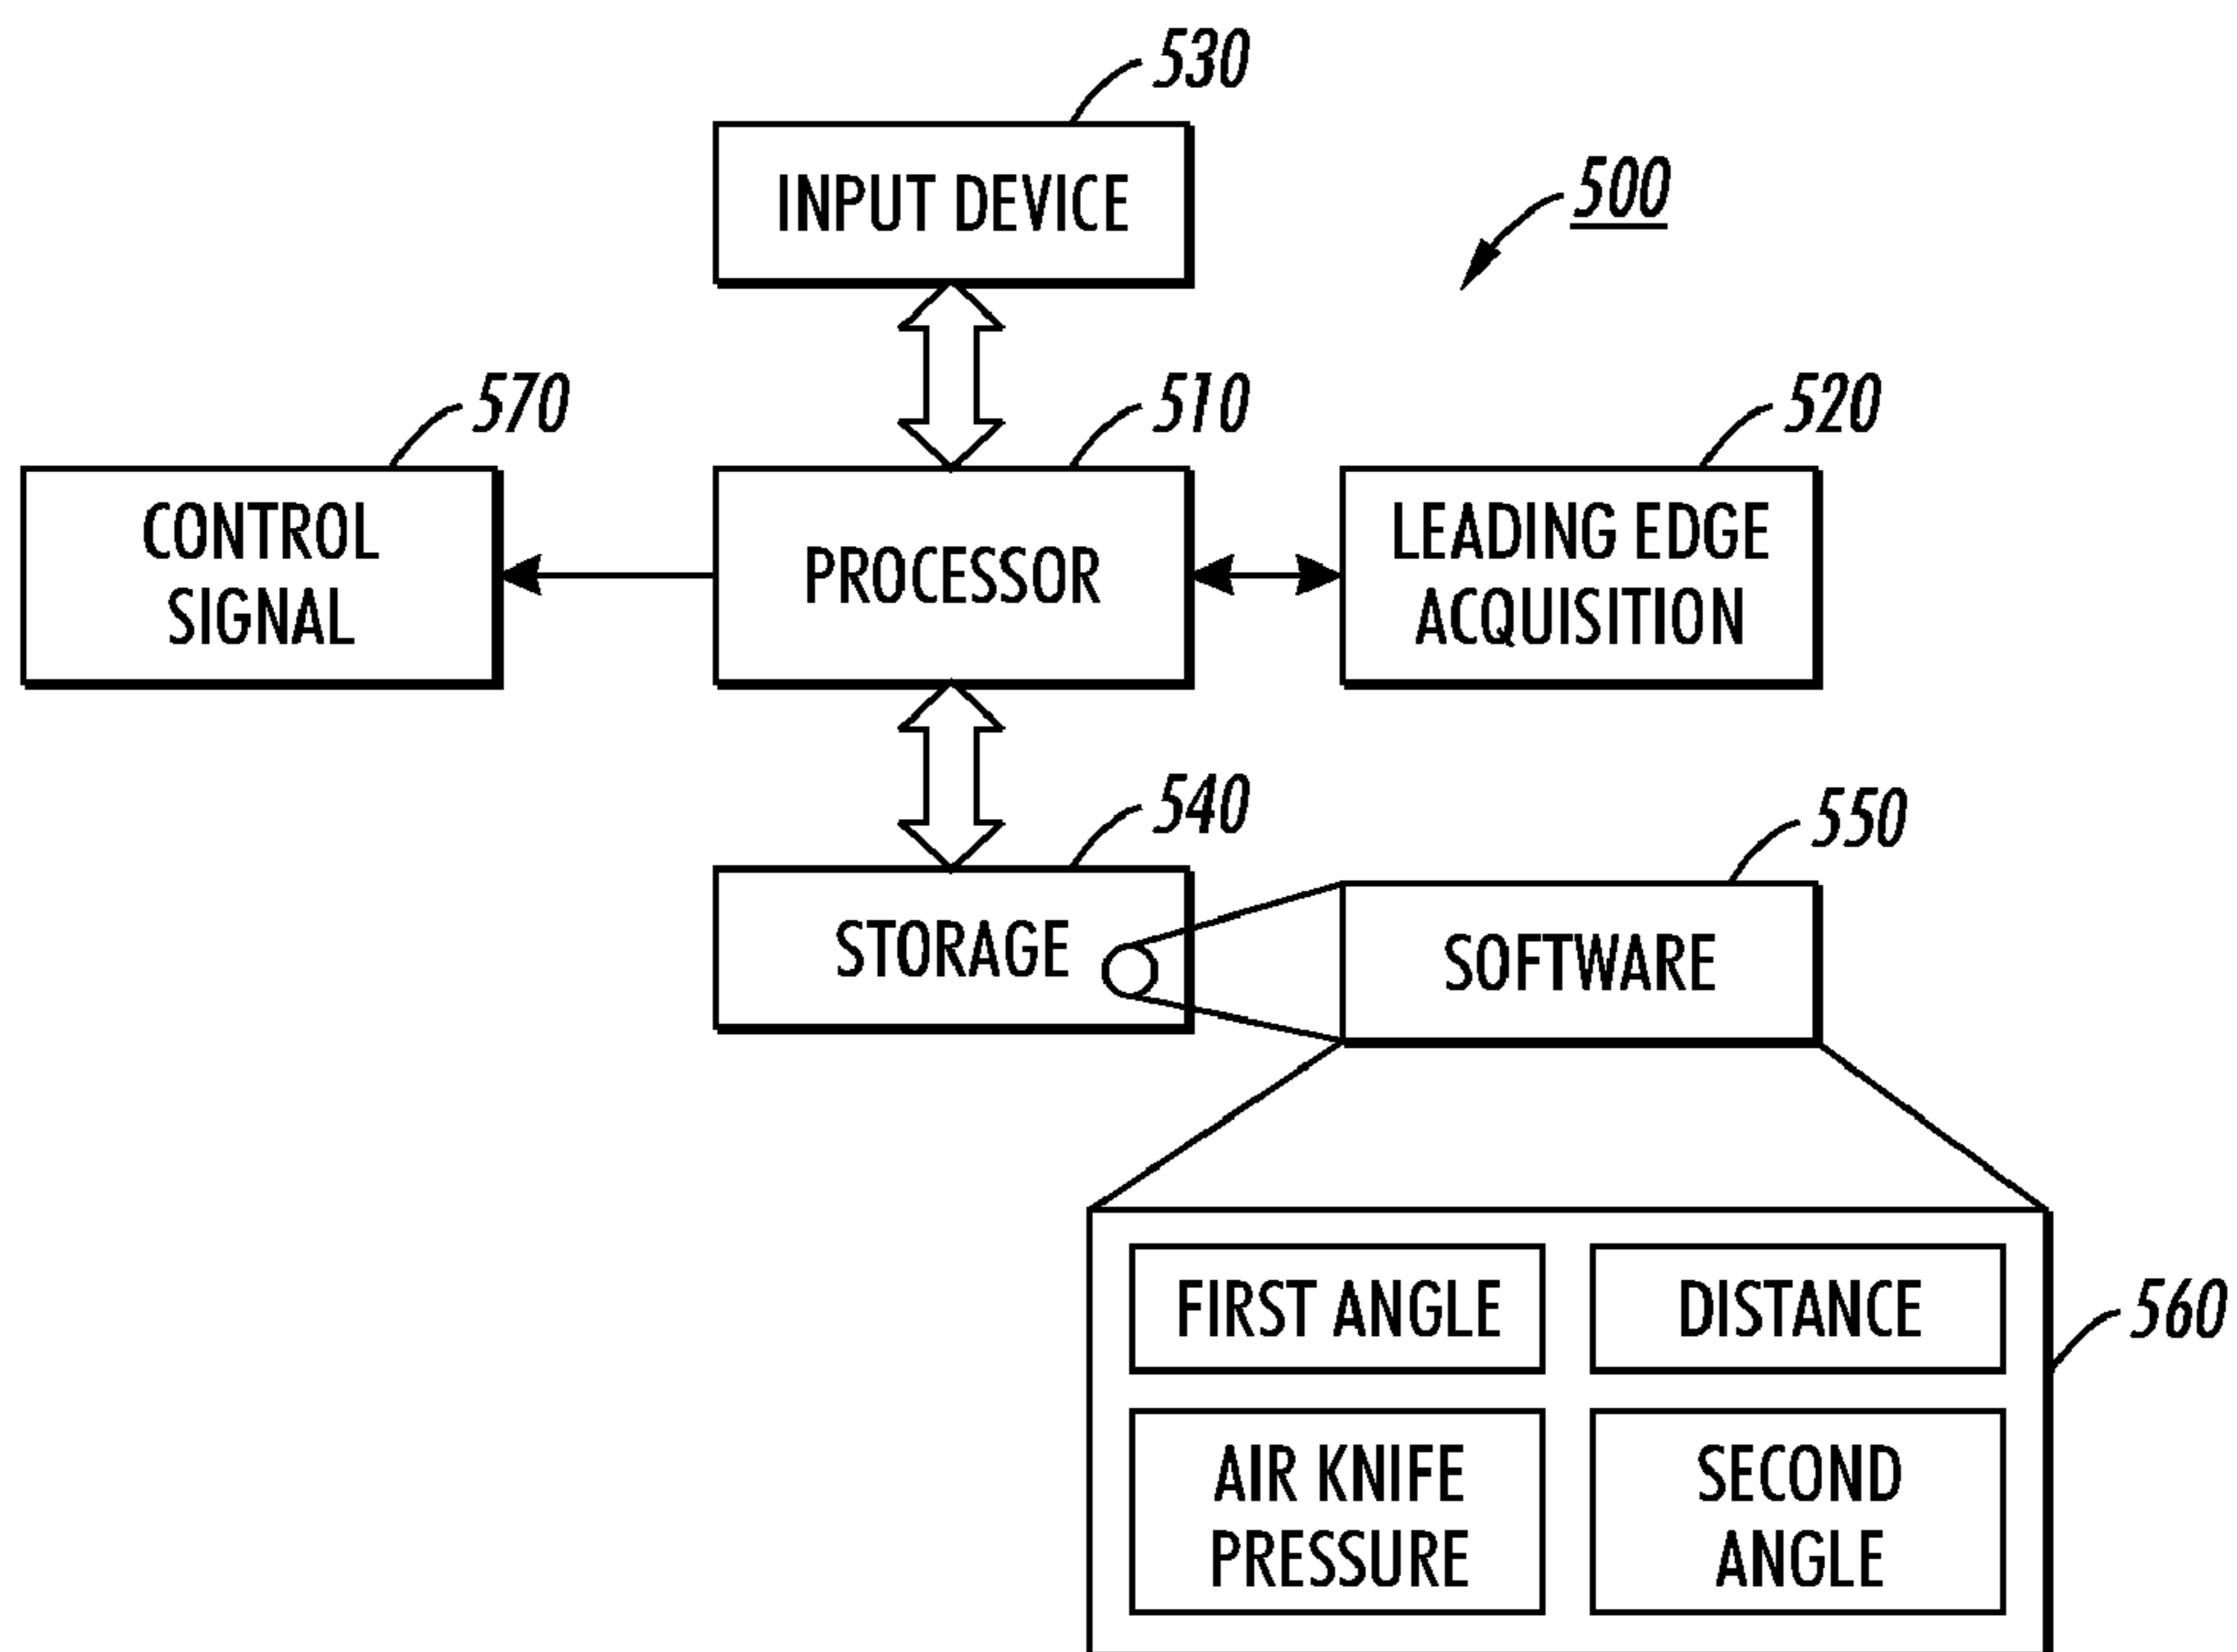 530
INPUT DEVICE
500
570
510
520
CONTROL
SIGNAL
PROCESSOR
LEADING EDGE
ACQUISITION
540
550
STORAGE
SOFTWARE
FIRST ANGLE
DISTANCE
560
AIR KNIFE
PRESSURE
SECOND
ANGLE